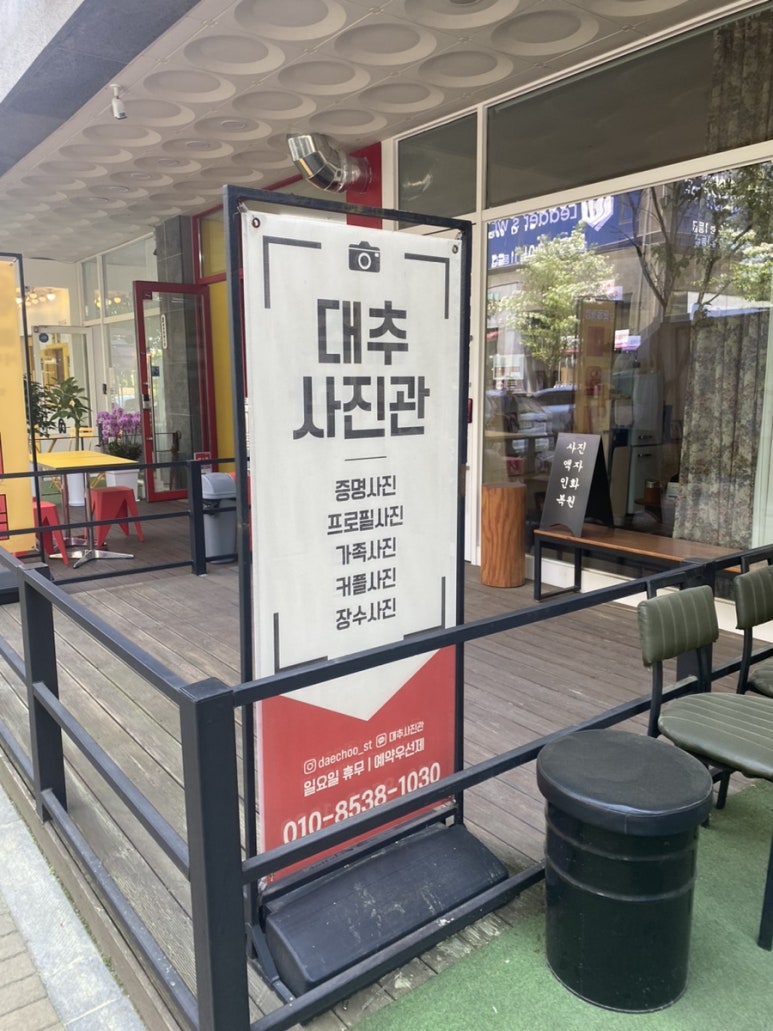 대추
사진관
증명사진
프로필사진
가족사진
커플사진
장수사진
daechoo_st 대추사진관
일요일 휴무 | 예약우선제
010-8538-1030
사진
액자
인화
복원
Leader's